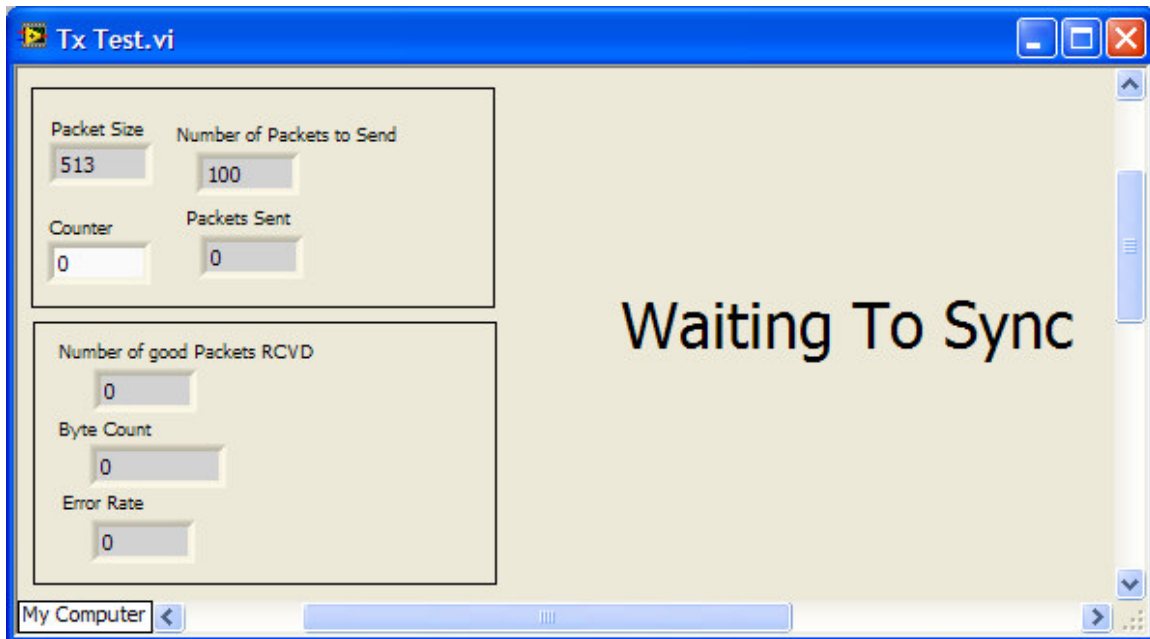 Tx Test.vi
Packet Size
513
Number of Packets to Send
100
Counter
0
Packets Sent
0
Number of good Packets RCVD
0
Byte Count
0
Error Rate
0
Waiting To Sync
My Computer